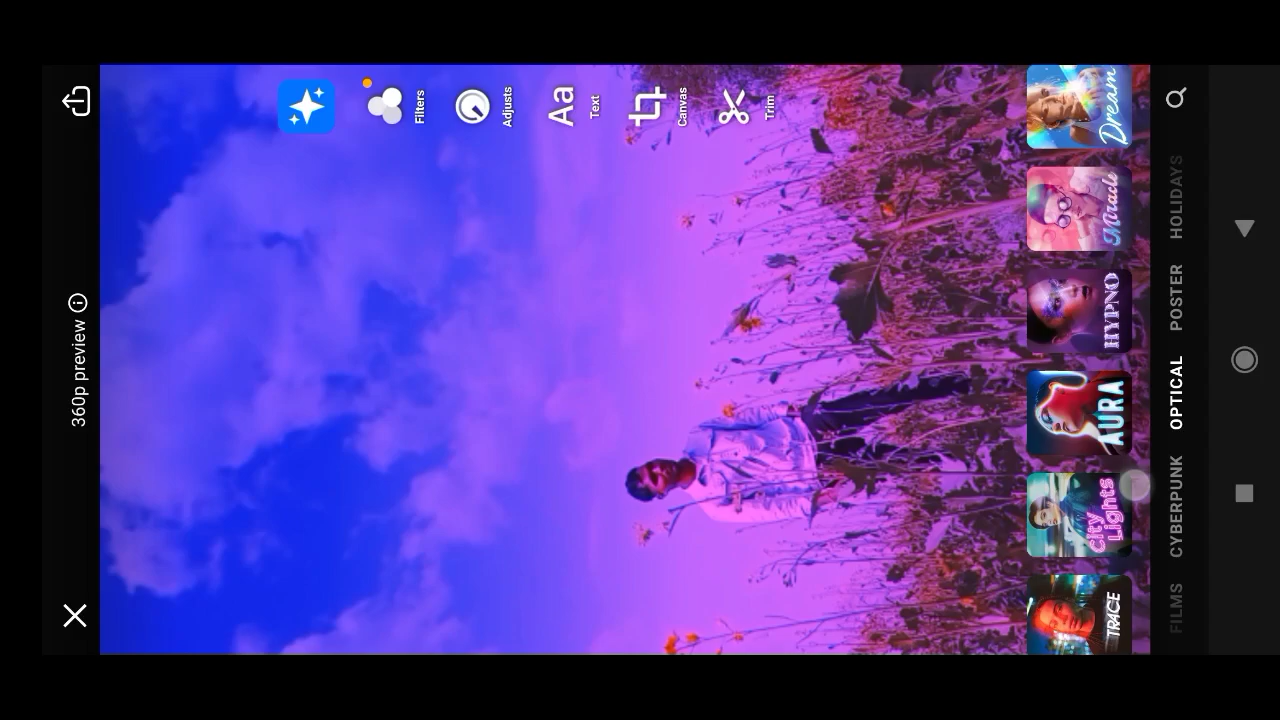 360p preview
Filters
Adjusts
Aa
Text
Canvas
Trim
TRACE
City
Lights
AURA
HYPNO
Miracle
Dream
FILMS
CYBERPUNK
OPTICAL
POSTER
HOLIDAYS